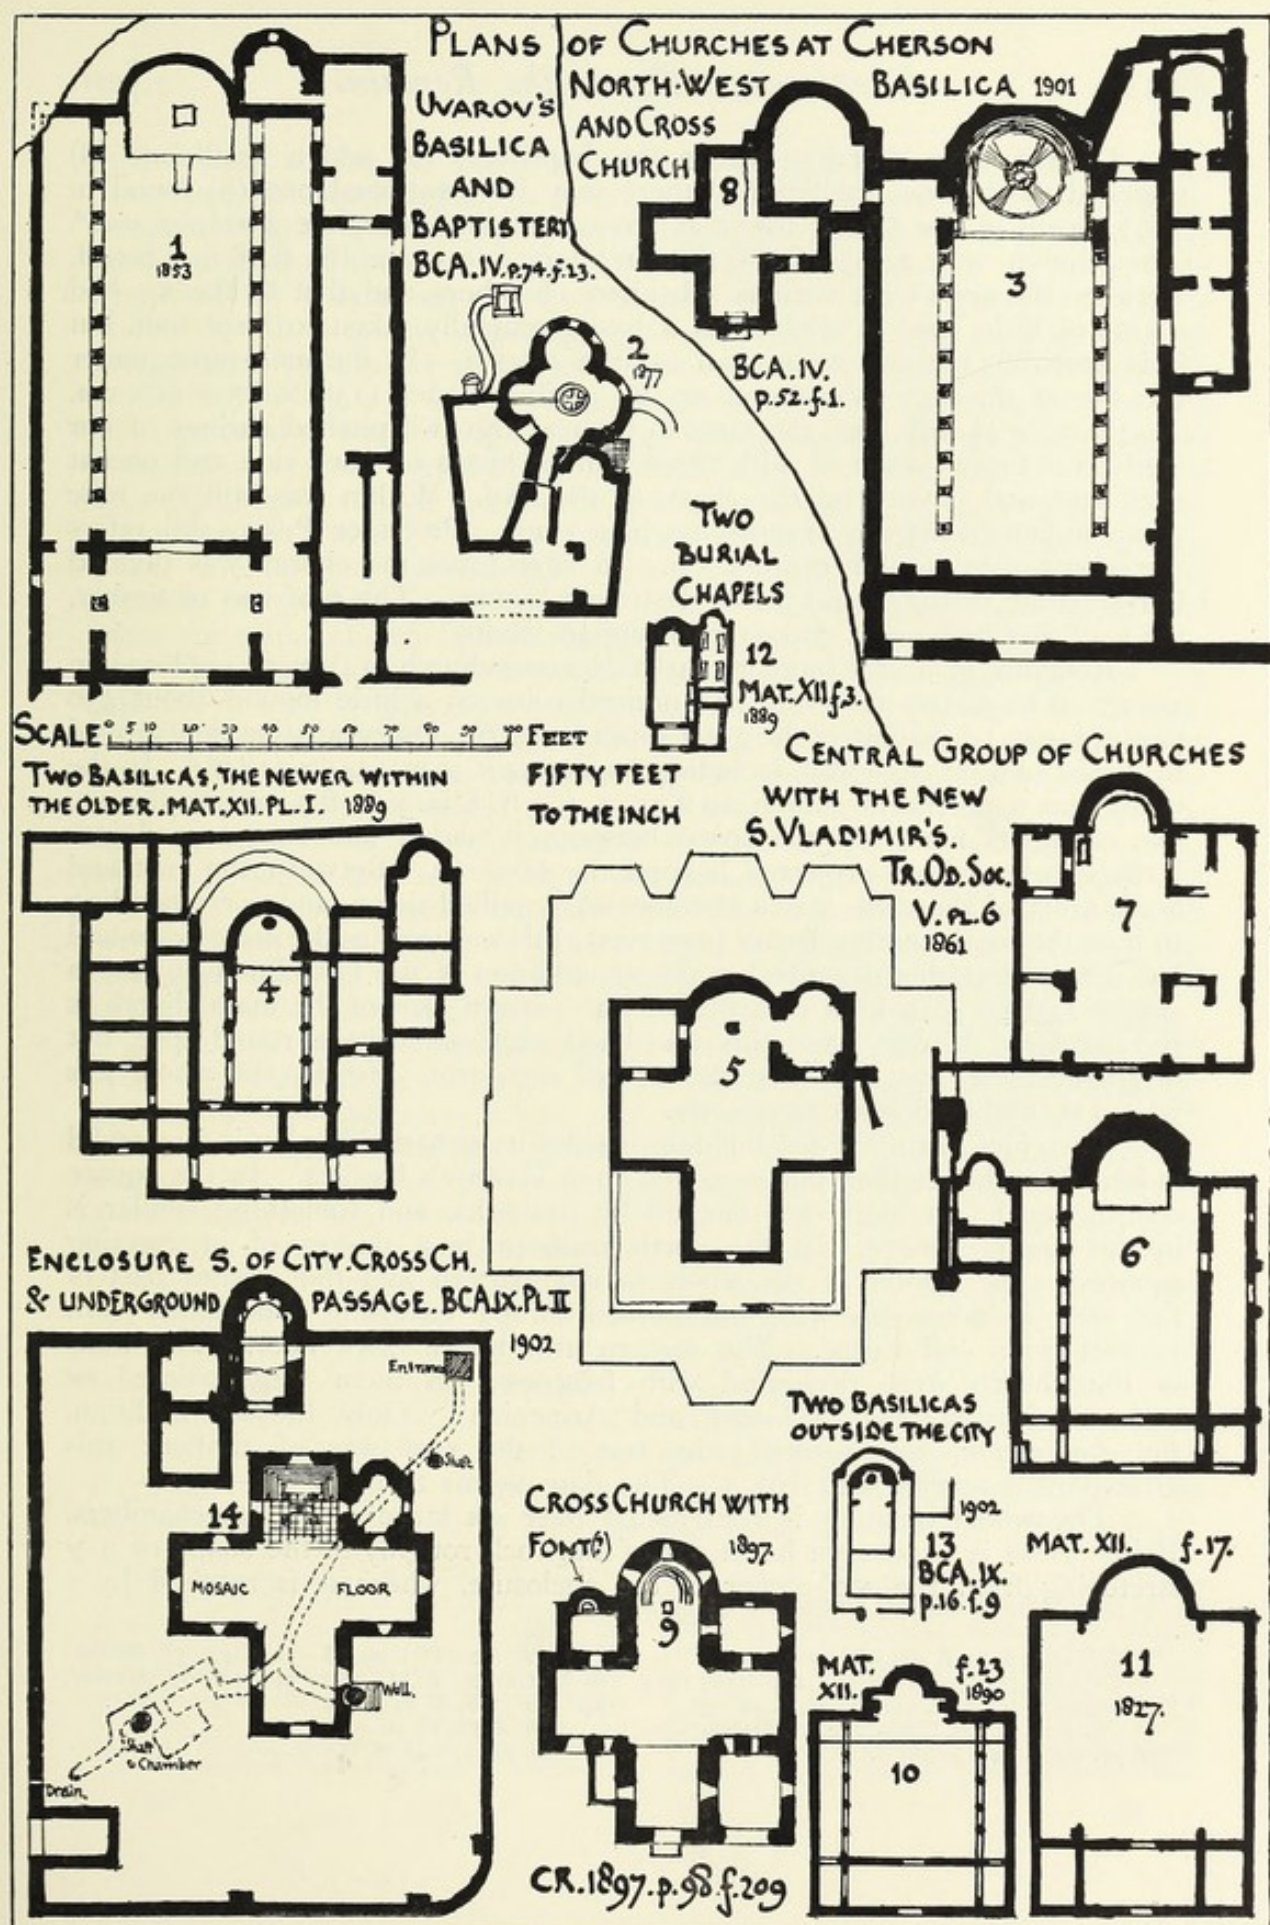 PLANS OF CHURCHES AT CHERSON
UVAROV'S
BASILICA
AND
BAPTISTERY
BCA.IV.p.74.f.23.
1
1853
2
1877
NORTH-WEST BASILICA 1901
AND CROSS
CHURCH
8
3
BCA.IV.
p.52.f.1.
TWO
BURIAL
CHAPELS
12
MAT.XII f.3.
1889
SCALE 0 5 10 20 30 40 50 60 70 80 90 100 FEET
FIFTY FEET
TO THE INCH
TWO BASILICAS, THE NEWER WITHIN
THE OLDER. MAT.XII.PL.I. 1889
4
CENTRAL GROUP OF CHURCHES
WITH THE NEW
S.VLADIMIR'S.
TR.OD.SOC.
V.PL.6
1861
7
5
6
ENCLOSURE S. OF CITY.CROSS CH.
& UNDERGROUND PASSAGE.BCA.IX.PL II
1902
Entrance
Shaft
14
MOSAIC FLOOR
Well.
Shaft
& Chamber
Drain.
CROSS CHURCH WITH
FONT(?) 1897.
9
CR.1897.p.98.f.209
TWO BASILICAS
OUTSIDE THE CITY
1902
13
BCA.IX.
p.16.f.9
MAT.
XII.
f.23
1890
10
MAT. XII. f.17.
11
1827.